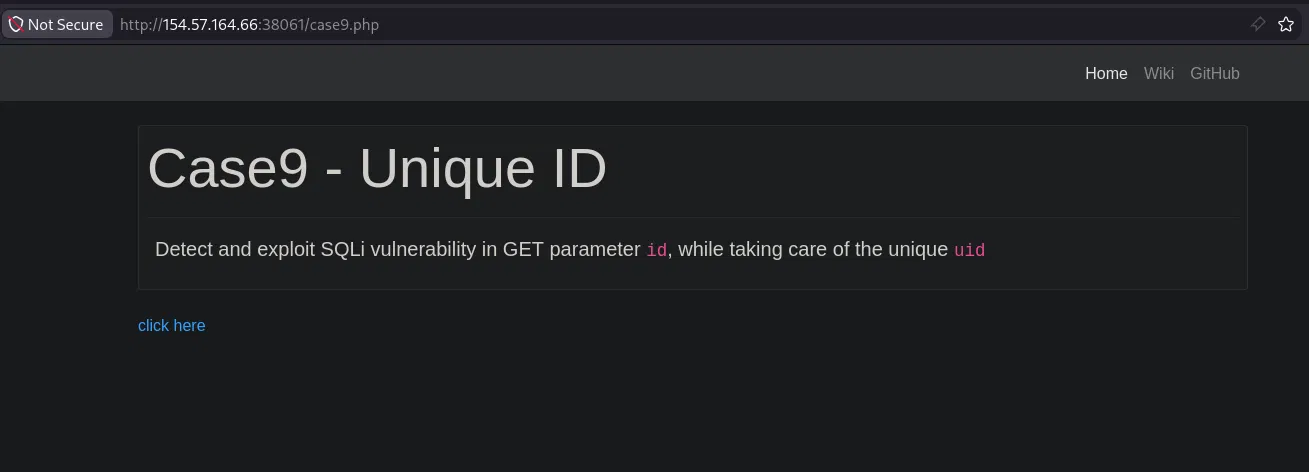 Not Secure http://154.57.164.66:38061/case9.php
Home Wiki GitHub
Case9 - Unique ID
Detect and exploit SQLi vulnerability in GET parameter id, while taking care of the unique uid
click here